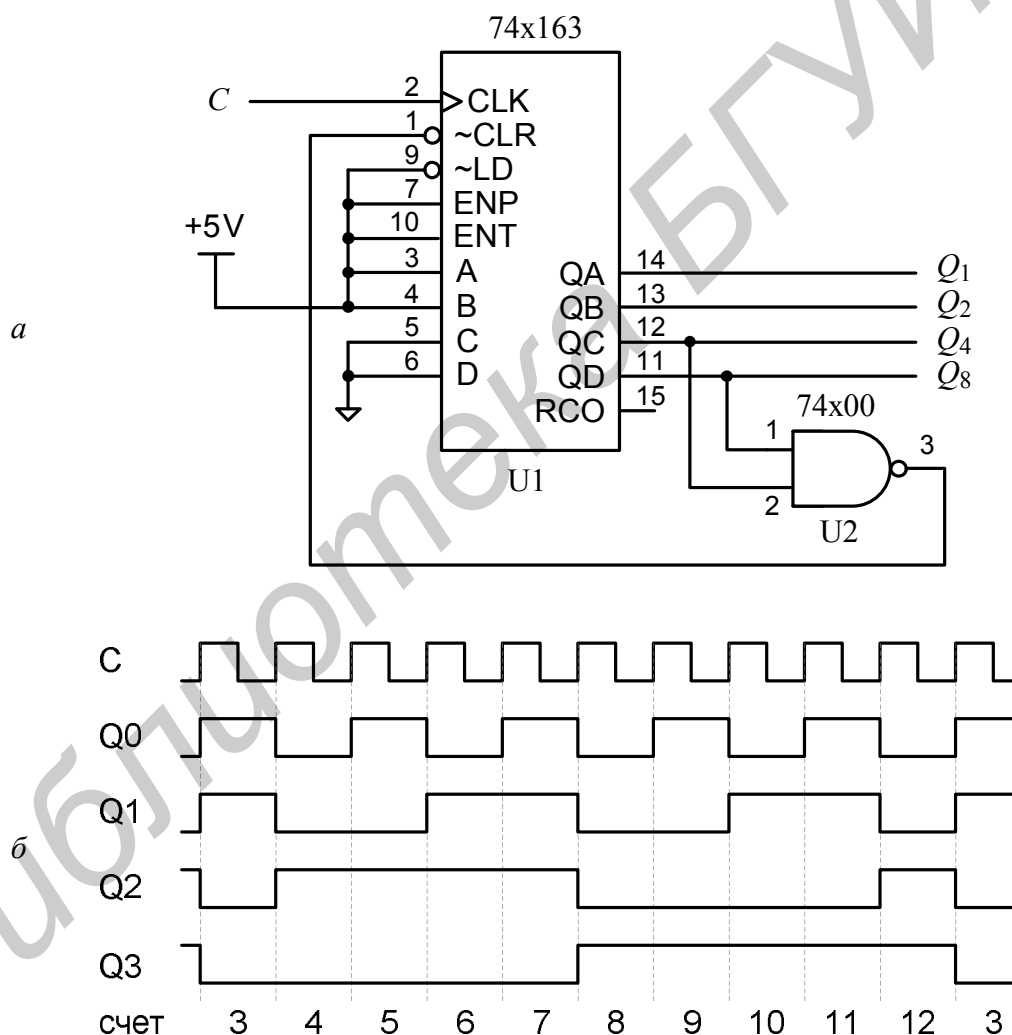 74x163
C 2 CLK
1 ~CLR
9 ~LD
7 ENP
10 ENT
+5V
3 A QA 14 Q1
4 B QB 13 Q2
5 C QC 12 Q4
6 D QD 11 Q8
RCO 15
74x00
1 3
2
U1
U2
а
C
Q0
Q1
б
Q2
Q3
счет 3 4 5 6 7 8 9 10 11 12 3
иблиотека БГУИ